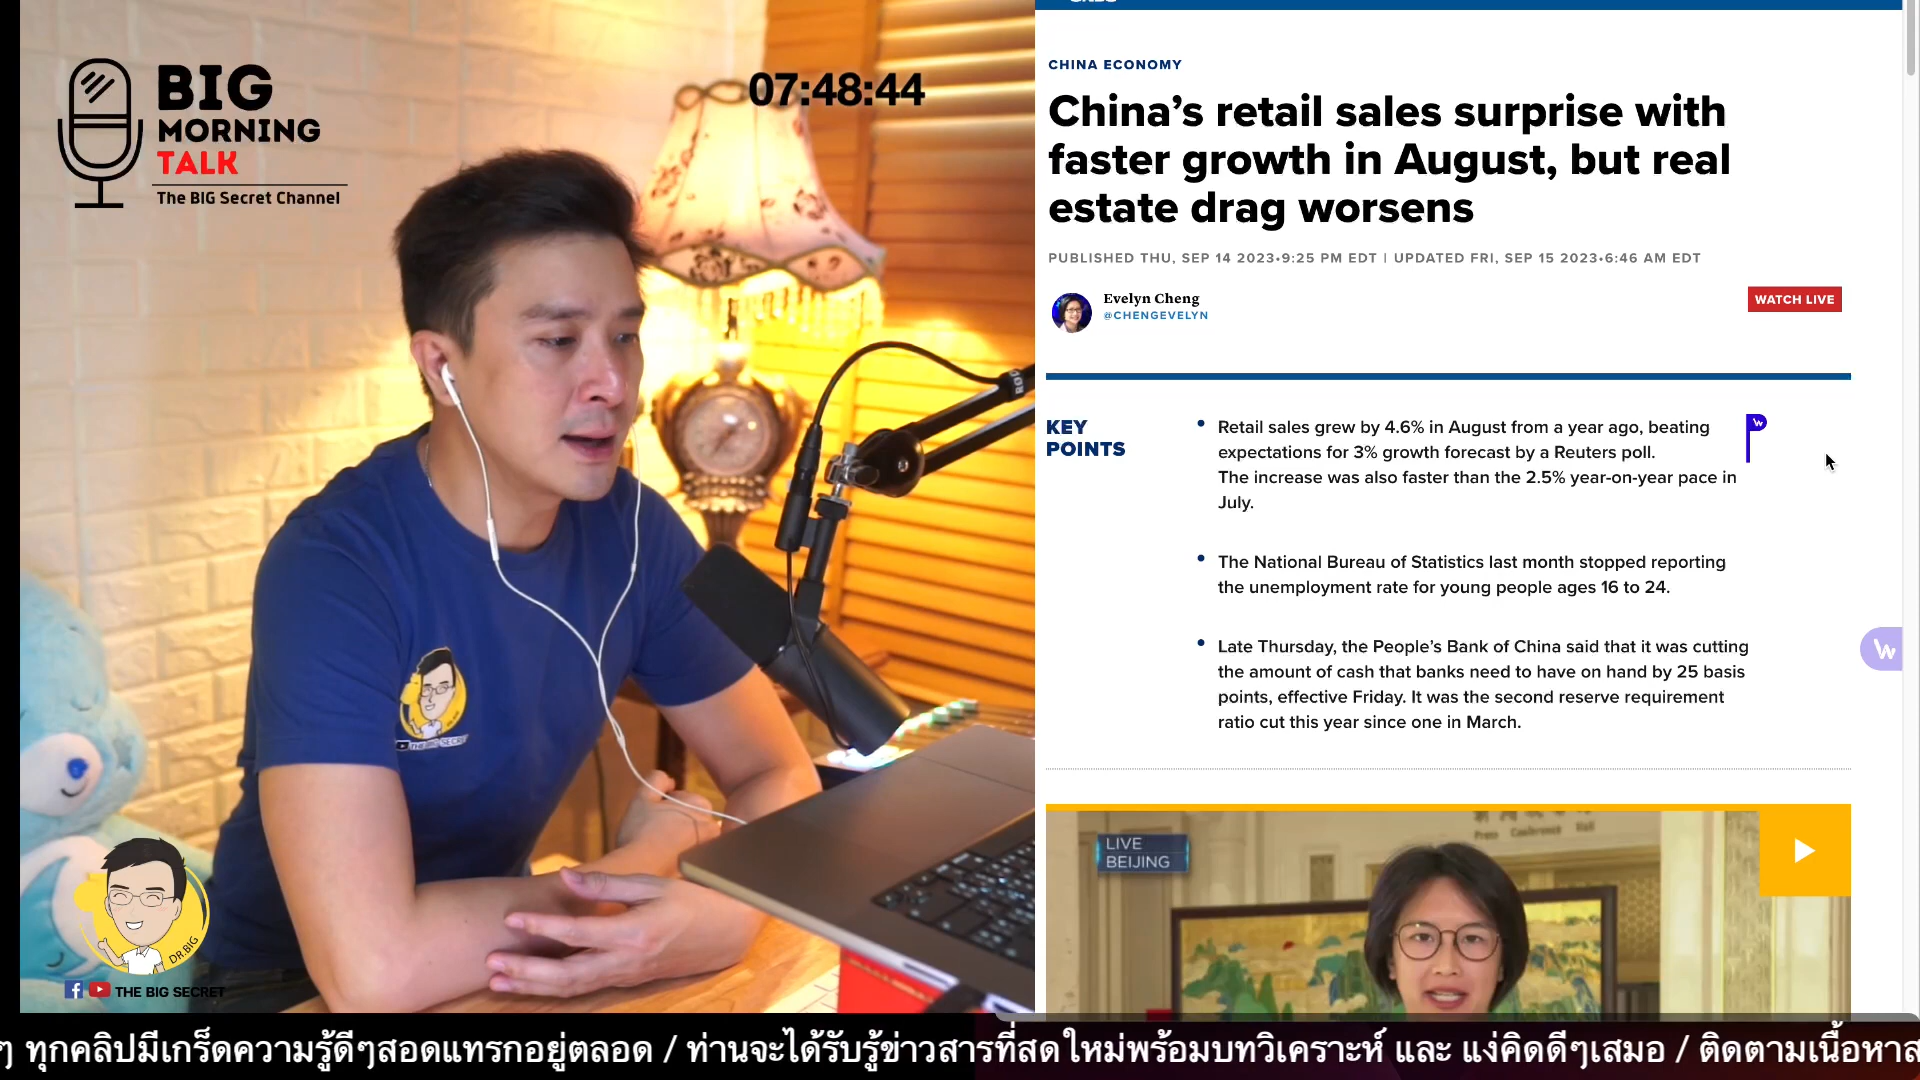 BIG
MORNING
TALK
The BIG Secret Channel
07:48:44
THE BIG SECRET
DR.BIG
THE BIG SECRET
CHINA ECONOMY
China’s retail sales surprise with
faster growth in August, but real
estate drag worsens
PUBLISHED THU, SEP 14 2023•9:25 PM EDT | UPDATED FRI, SEP 15 2023•6:46 AM EDT
Evelyn Cheng
@CHENGEVELYN
WATCH LIVE
KEY
POINTS
Retail sales grew by 4.6% in August from a year ago, beating
expectations for 3% growth forecast by a Reuters poll.
The increase was also faster than the 2.5% year-on-year pace in
July.
The National Bureau of Statistics last month stopped reporting
the unemployment rate for young people ages 16 to 24.
Late Thursday, the People’s Bank of China said that it was cutting
the amount of cash that banks need to have on hand by 25 basis
points, effective Friday. It was the second reserve requirement
ratio cut this year since one in March.
LIVE
BEIJING
ๆ ทุกคลิปมีเกร็ดความรู้ดีๆสอดแทรกอยู่ตลอด / ท่านจะได้รับรู้ข่าวสารที่สดใหม่พร้อมบทวิเคราะห์ และ แง่คิดดีๆเสมอ / ติดตามเนื้อหาส